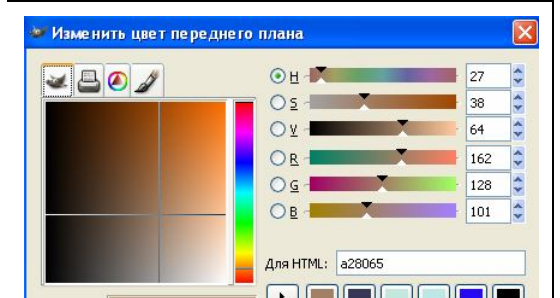 Изменить цвет переднего плана
H 27
S 38
V 64
R 162
G 128
B 101
Для HTML: a28065